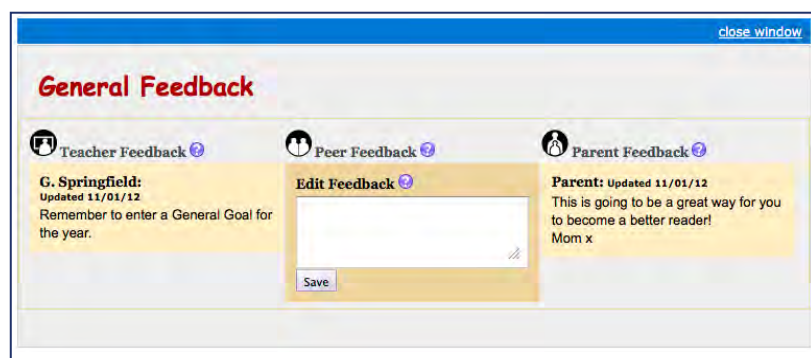 close window
General Feedback
Teacher Feedback ?
G. Springfield:
Updated 11/01/12
Remember to enter a General Goal for
the year.
Peer Feedback ?
Edit Feedback ?
Save
Parent Feedback ?
Parent: Updated 11/01/12
This is going to be a great way for you
to become a better reader!
Mom x